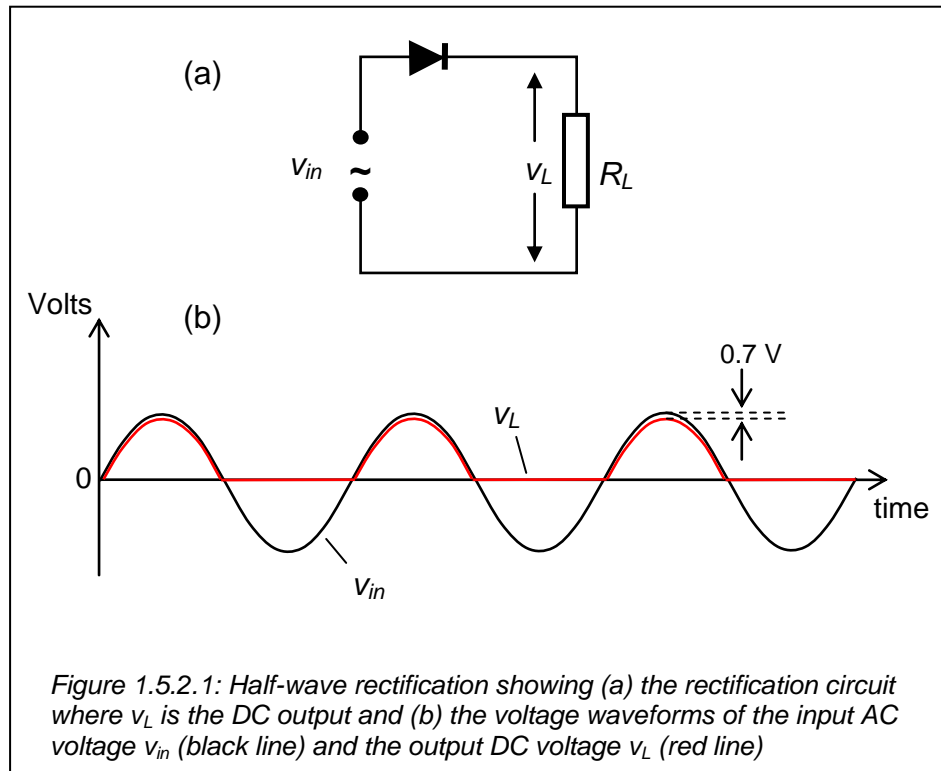 (a)
v_in
~
v_L
R_L
Volts
(b)
0.7 V
v_L
0
time
v_in
Figure 1.5.2.1: Half-wave rectification showing (a) the rectification circuit
where v_L is the DC output and (b) the voltage waveforms of the input AC
voltage v_in (black line) and the output DC voltage v_L (red line)